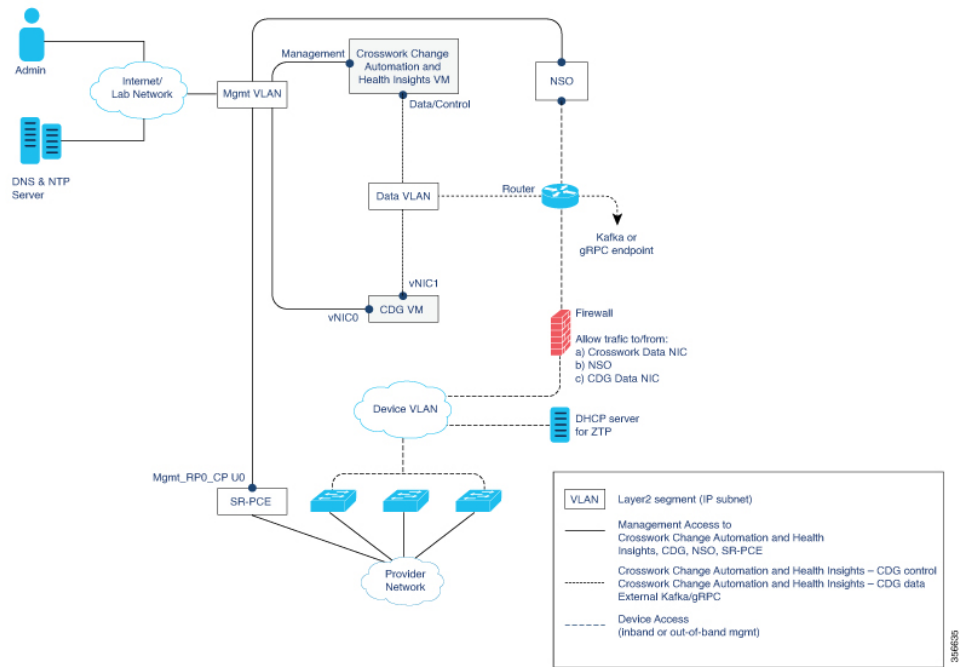 Admin
Internet/
Lab Network
DNS & NTP
Server
Mgmt VLAN
Management
Crosswork Change
Automation and
Health Insights VM
Data/Control
NSO
Data VLAN
Router
Kafka or
gRPC endpoint
vNIC1
CDG VM
vNIC0
Firewall
Allow trafic to/from:
a) Crosswork Data NIC
b) NSO
c) CDG Data NIC
Device VLAN
DHCP server
for ZTP
Mgmt_RP0_CP U0
SR-PCE
Provider
Network
VLAN
Layer2 segment (IP subnet)
Management Access to
Crosswork Change Automation and Health
Insights, CDG, NSO, SR-PCE
Crosswork Change Automation and Health Insights – CDG control
Crosswork Change Automation and Health Insights – CDG data
External Kafka/gRPC
Device Access
(inband or out-of-band mgmt)
356635